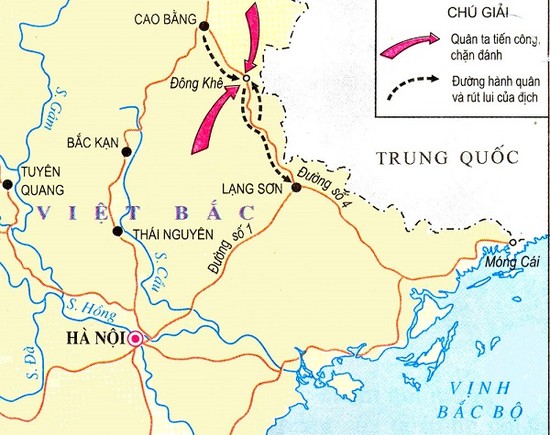 CHÚ GIẢI
Quân ta tiến công,
chặn đánh
Đường hành quân
và rút lui của địch
CAO BẰNG
Đông Khê
S. Gâm
BẮC KẠN
TRUNG QUỐC
TUYÊN
QUANG
LẠNG SƠN
Đường số 4
VIỆT BẮC
THÁI NGUYÊN
Đường số 1
S. Cầu
Móng Cái
S. Hồng
HÀ NỘI
S. Đà
VỊNH
BẮC BỘ